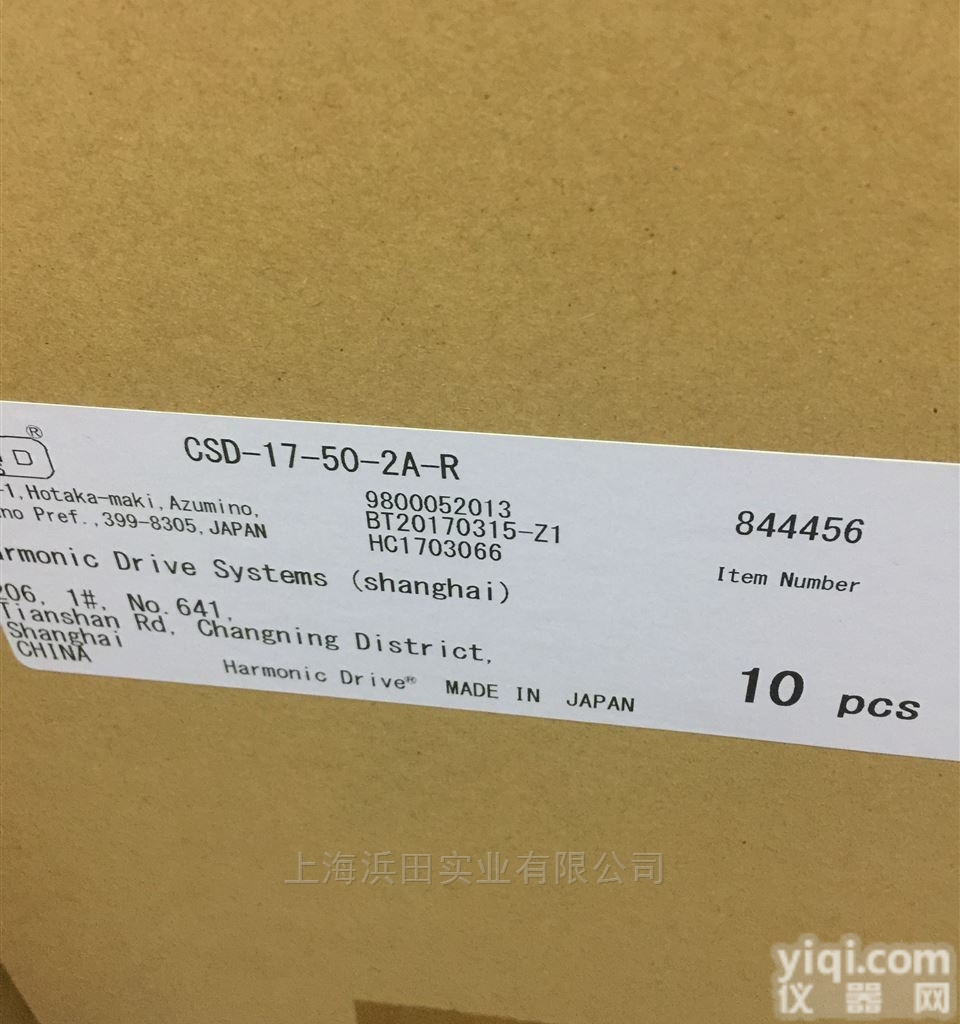 ®
D
CSD-17-50-2A-R
-1,Hotaka-maki,Azumino,
no Pref.,399-8305,JAPAN
9800052013
BT20170315-Z1
HC1703066
844456
Item Number
rmonic Drive Systems (shanghai)
206, 1#, No.641,
Tianshan Rd, Changning District,
Shanghai
CHINA
Harmonic Drive® MADE IN JAPAN
10 pcs
上海浜田实业有限公司
yiqi.com
仪器网